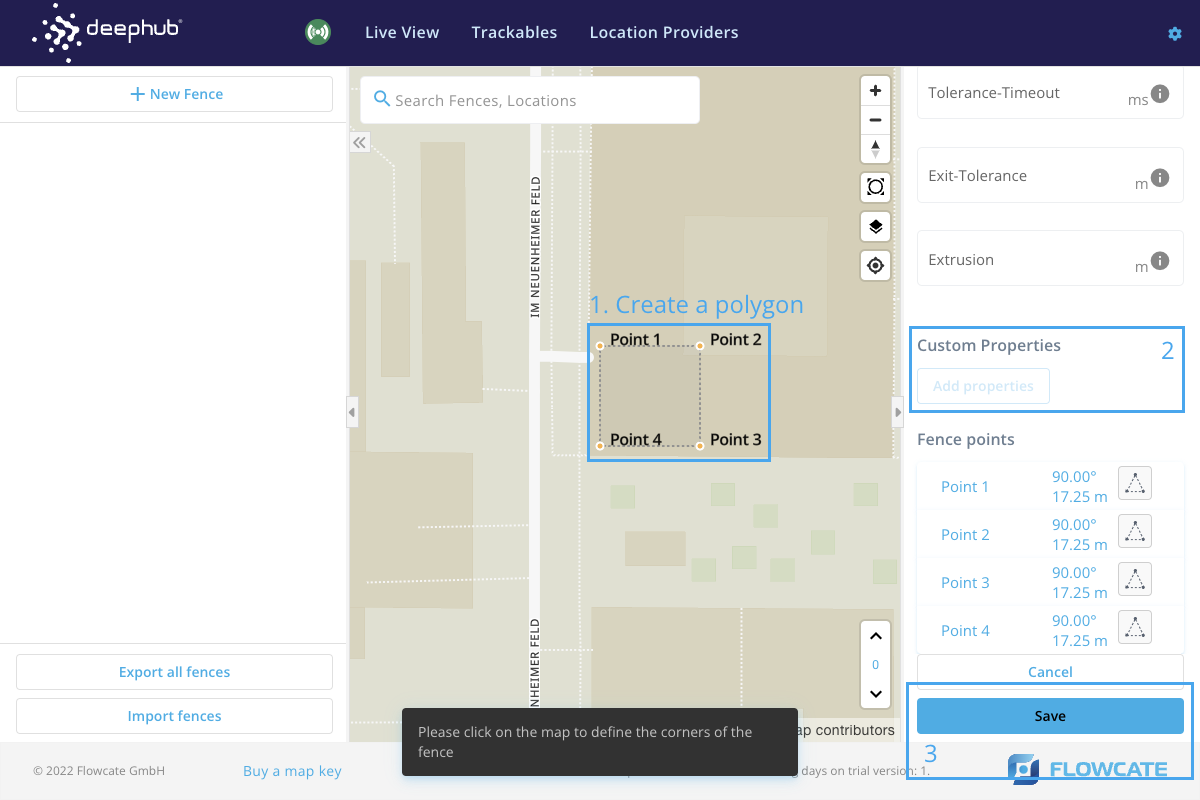 deephub®
Live View
Trackables
Location Providers
New Fence
Search Fences, Locations
IM NEUENHEIMER FELD
1. Create a polygon
Point 1
Point 2
Point 4
Point 3
NHEIMER FELD
0
Please click on the map to define the corners of the
fence
ap contributors
Tolerance-Timeout
ms
Exit-Tolerance
m
Extrusion
m
Custom Properties
2
Add properties
Fence points
Point 1
90.00°
17.25 m
Point 2
90.00°
17.25 m
Point 3
90.00°
17.25 m
Point 4
90.00°
17.25 m
Cancel
Save
3
Export all fences
Import fences
© 2022 Flowcate GmbH
Buy a map key
days on trial version: 1.
FLOWCATE